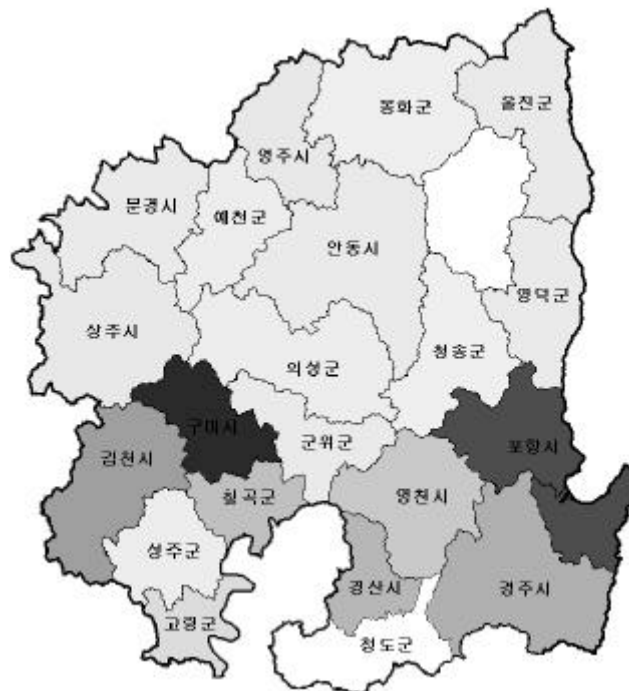 봉화군
울진군
영주시
문경시
예천군
안동시
영덕군
상주시
청송군
의성군
구미시
군위군
포항시
김천시
칠곡군
영천시
성주군
경산시
경주시
고령군
청도군